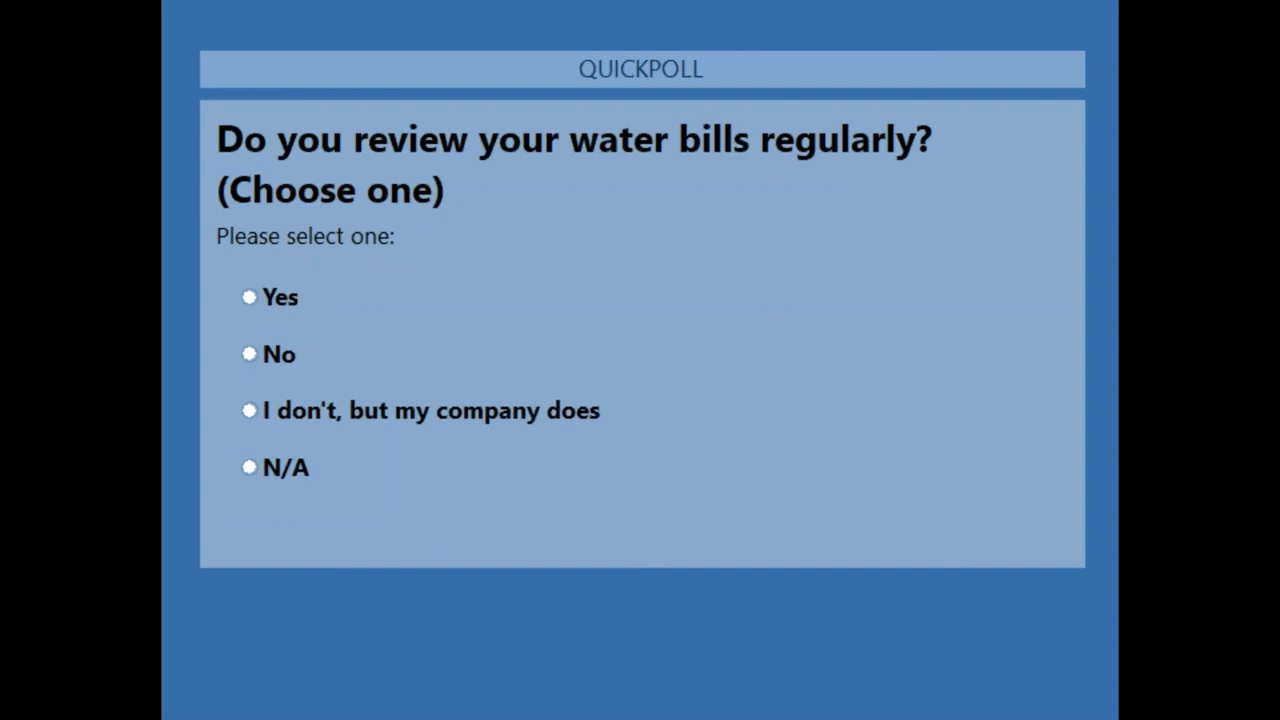 QUICKPOLL
Do you review your water bills regularly?
(Choose one)
Please select one:
Yes
No
I don't, but my company does
N/A